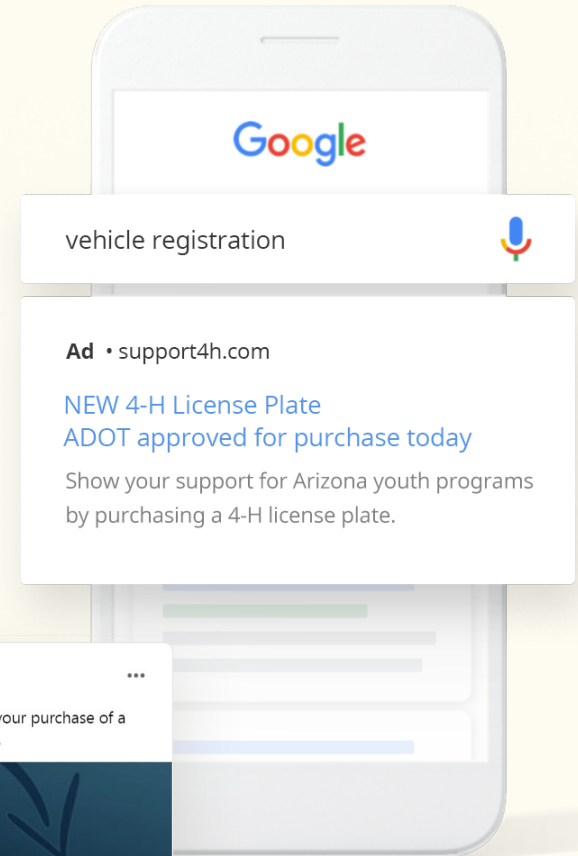 Google
vehicle registration
Ad • support4h.com
NEW 4-H License Plate
ADOT approved for purchase today
Show your support for Arizona youth programs
by purchasing a 4-H license plate.
your purchase of a